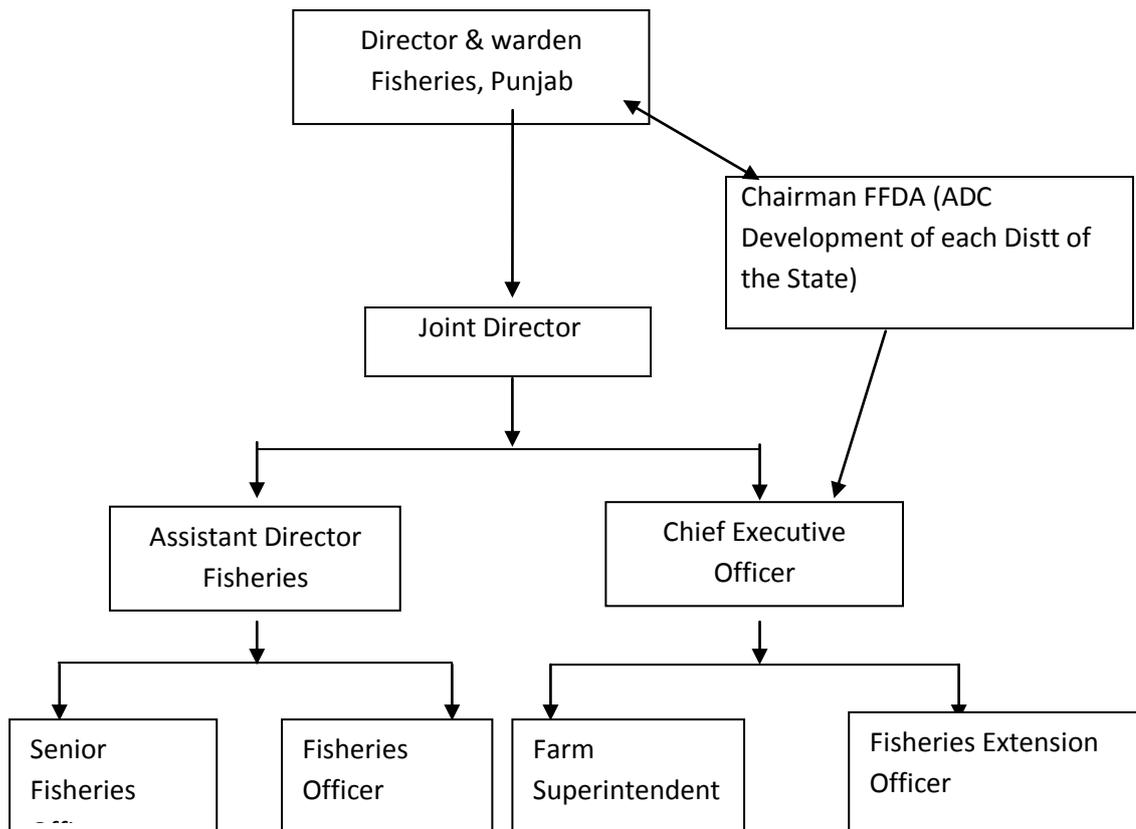 Director & warden
Fisheries, Punjab
Chairman FFDA (ADC
Development of each Distt of
the State)
Joint Director
Assistant Director
Fisheries
Chief Executive
Officer
Senior
Fisheries
Fisheries
Officer
Farm
Superintendent
Fisheries Extension
Officer